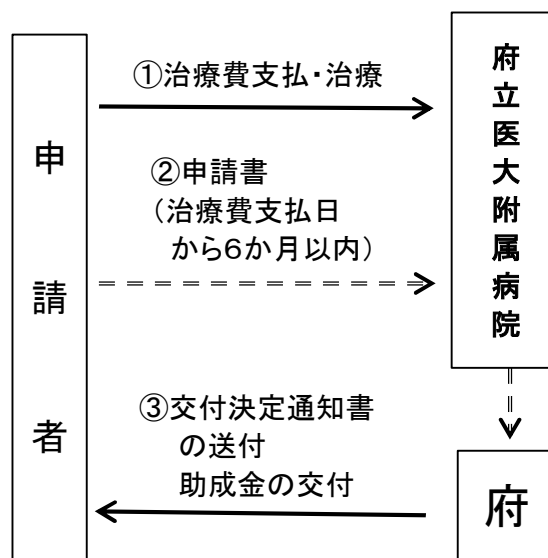 申請者
①治療費支払・治療
②申請書
（治療費支払日
から６か月以内）
③交付決定通知書
の送付
助成金の交付
府立医大附属病院
府